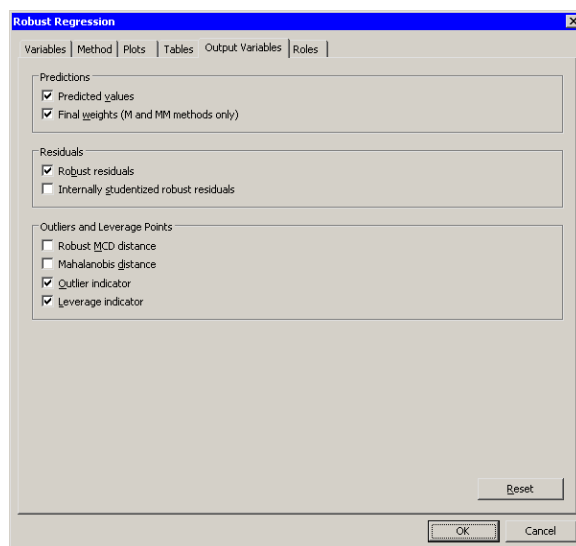 Robust Regression
Variables Method Plots Tables Output Variables Roles
Predictions
Predicted values
Final weights (M and MM methods only)
Residuals
Robust residuals
Internally studentized robust residuals
Outliers and Leverage Points
Robust MCD distance
Mahalanobis distance
Outlier indicator
Leverage indicator
Reset
OK Cancel